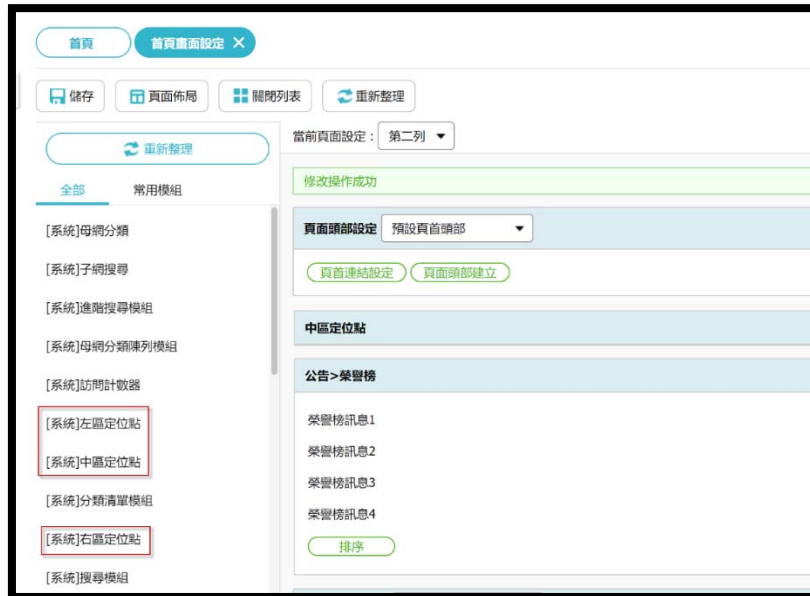 首頁 首頁畫面設定
儲存 頁面佈局 關閉列表 重新整理
重新整理
全部 常用模組
[系統]母網分類
[系統]子網搜尋
[系統]進階搜尋模組
[系統]母網分類陳列模組
[系統]訪問計數器
[系統]左區定位點
[系統]中區定位點
[系統]分類清單模組
[系統]右區定位點
[系統]搜尋模組
當前頁面設定： 第二列
修改操作成功
頁面頭部設定 預設頁首頭部
頁首連結設定 頁面頭部建立
中區定位點
公告>榮譽榜
榮譽榜訊息1
榮譽榜訊息2
榮譽榜訊息3
榮譽榜訊息4
排序